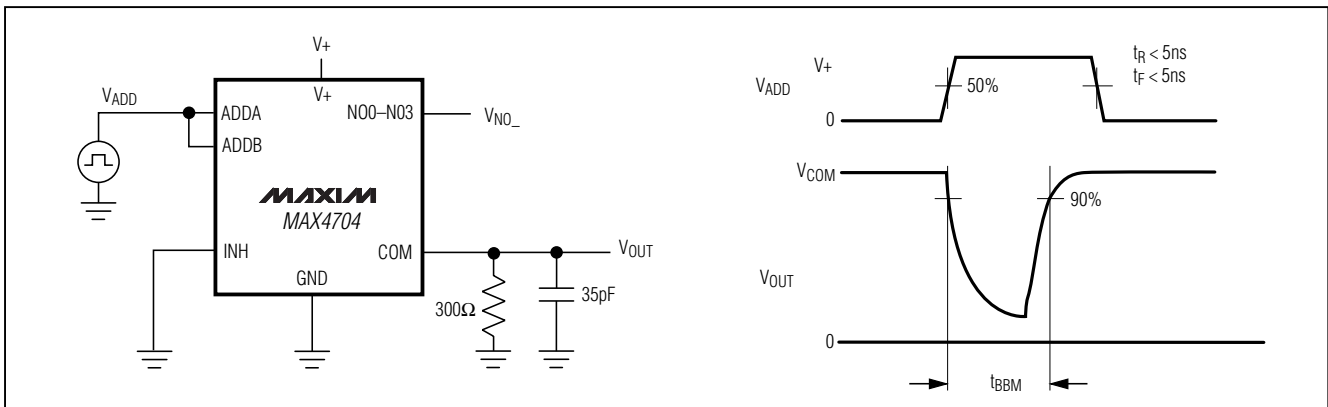 V+
V+
VADD
ADDA
ADDB
NO0–NO3
VNO_
MAXIM
MAX4704
INH
COM
VOUT
GND
300Ω
35pF
V+
VADD
0
50%
tR < 5ns
tF < 5ns
VCOM
90%
VOUT
0
tBBM